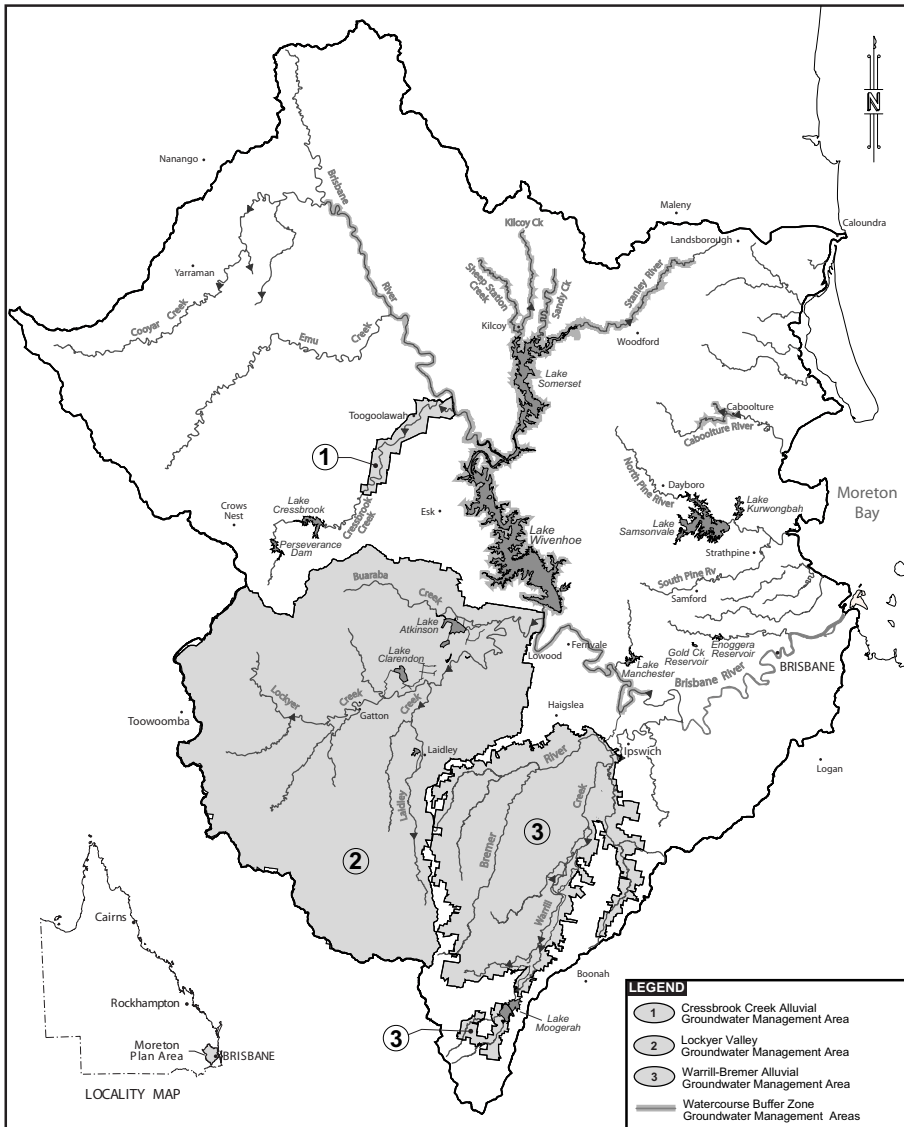 N
Nanango
Brisbane
River
Maleny
Caloundra
Kilcoy Ck
Landsborough
Sheep Station
Creek
Sandy Ck
Stanley River
Yarraman
Cooyar Creek
Kilcoy
Woodford
Emu
Creek
Lake
Somerset
Toogoolawah
Caboolture
Caboolture River
1
North Pine River
Dayboro
Lake
Kurwongbah
Moreton
Bay
Crows
Nest
Lake
Cressbrook
Cressbrook
Creek
Esk
Lake
Wivenhoe
Lake
Samsonvale
Perseverance
Dam
Strathpine
South Pine Rv
Samford
Buaraba
Creek
Lake
Atkinson
Lowood
Fernvale
Gold Ck
Reservoir
Enoggera
Reservoir
BRISBANE
Lake
Manchester
Brisbane River
Lake
Clarendon
Lockyer
Creek
Creek
Gatton
Toowoomba
Haigslea
Laidley
River
Ipswich
Logan
Laidley
Bremer
Creek
3
2
Warrill
Cairns
Rockhampton
Moreton
Plan Area
BRISBANE
LOCALITY MAP
Boonah
3
Lake
Moogerah
LEGEND
1 Cressbrook Creek Alluvial
Groundwater Management Area
2 Lockyer Valley
Groundwater Management Area
3 Warrill-Bremer Alluvial
Groundwater Management Area
Watercourse Buffer Zone
Groundwater Management Areas